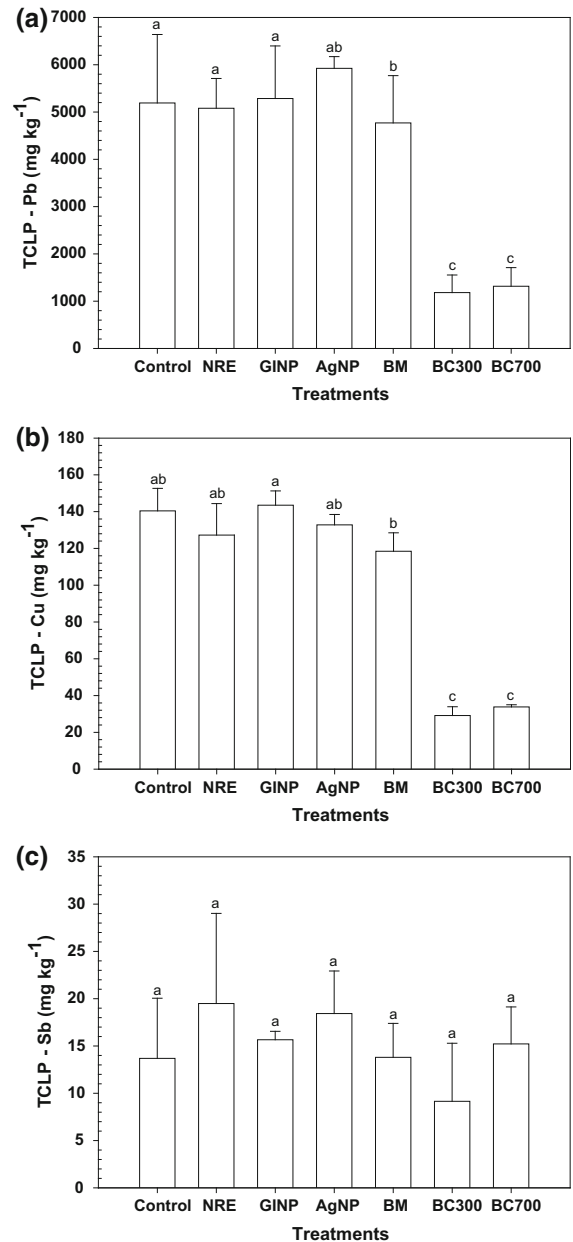 (a)
7000
6000
5000
4000
3000
2000
1000
0
TCLP - Pb (mg kg⁻¹)
a a a ab b c c
Control NRE GINP AgNP BM BC300 BC700
Treatments
(b)
180
160
140
120
100
80
60
40
20
0
TCLP - Cu (mg kg⁻¹)
ab ab a ab b c c
Control NRE GINP AgNP BM BC300 BC700
Treatments
(c)
35
30
25
20
15
10
5
0
TCLP - Sb (mg kg⁻¹)
a a a a a a a
Control NRE GINP AgNP BM BC300 BC700
Treatments